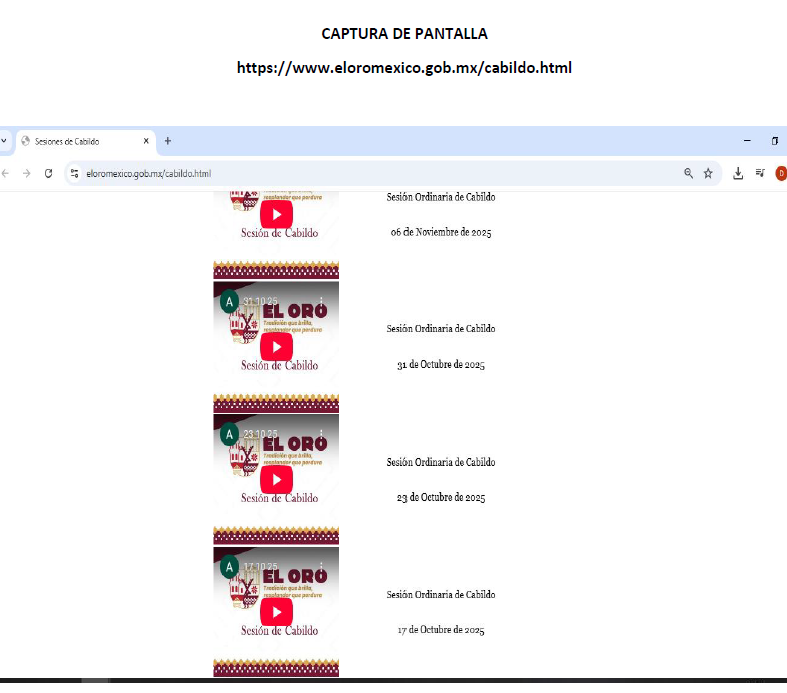 CAPTURA DE PANTALLA
https://www.eloromexico.gob.mx/cabildo.html
Sesiones de Cabildo
eloromexico.gob.mx/cabildo.html
D
resplandor que perdura
Sesión de Cabildo
Sesión Ordinaria de Cabildo
06 de Noviembre de 2025
A 31.10.25
EL ORO
Tradición que brilla,
resplandor que perdura
Sesión de Cabildo
Sesión Ordinaria de Cabildo
31 de Octubre de 2025
A 23.10.25
EL ORO
Tradición que brilla,
resplandor que perdura
Sesión de Cabildo
Sesión Ordinaria de Cabildo
23 de Octubre de 2025
A 17.10.25
EL ORO
Tradición que brilla,
resplandor que perdura
Sesión de Cabildo
Sesión Ordinaria de Cabildo
17 de Octubre de 2025